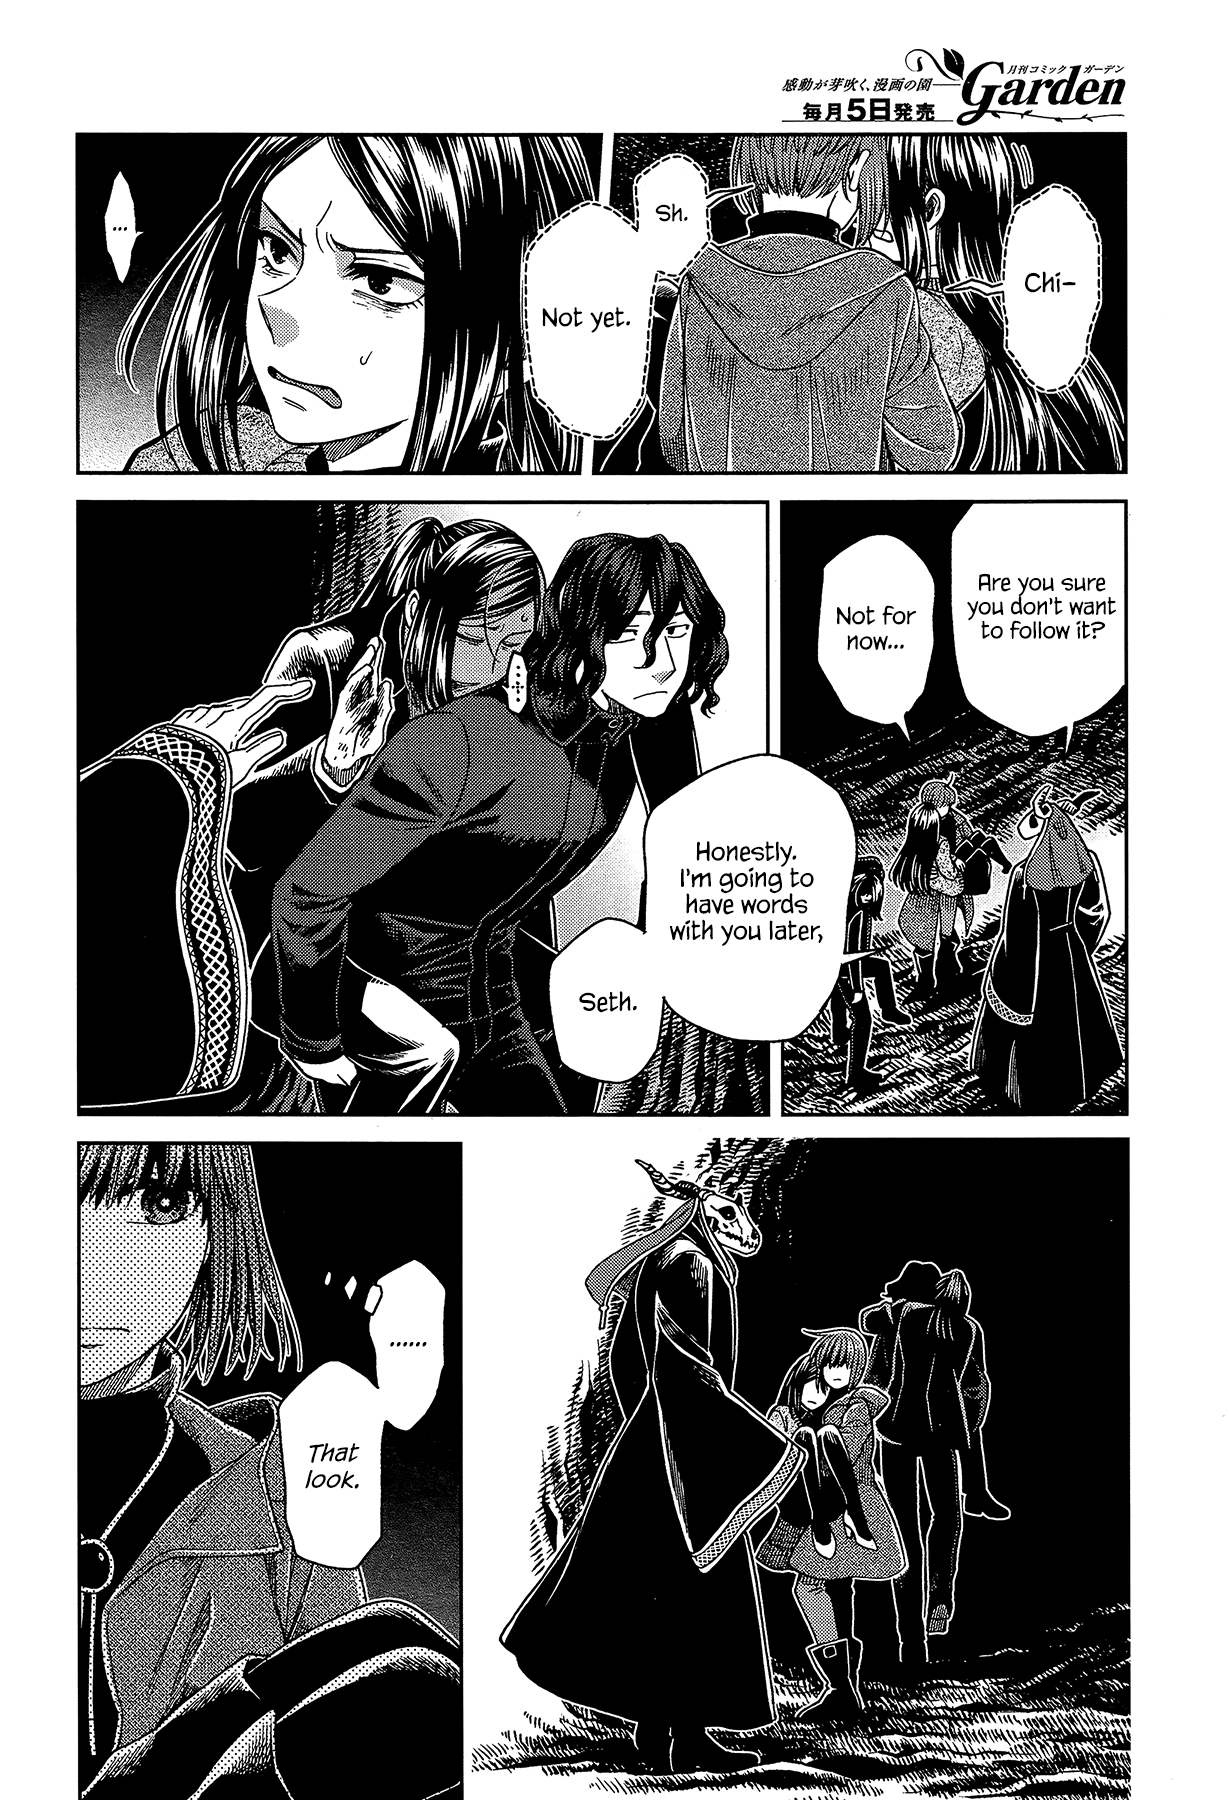 感動が芽吹く、漫画の園
毎月5日発売
月刊コミック ガーデン
Garden
Chi-
Sh.
Not yet.
...
Are you sure
you don't want
to follow it?
Not for
now...
Honestly.
I'm going to
have words
with you later,
Seth.
......
That
look.